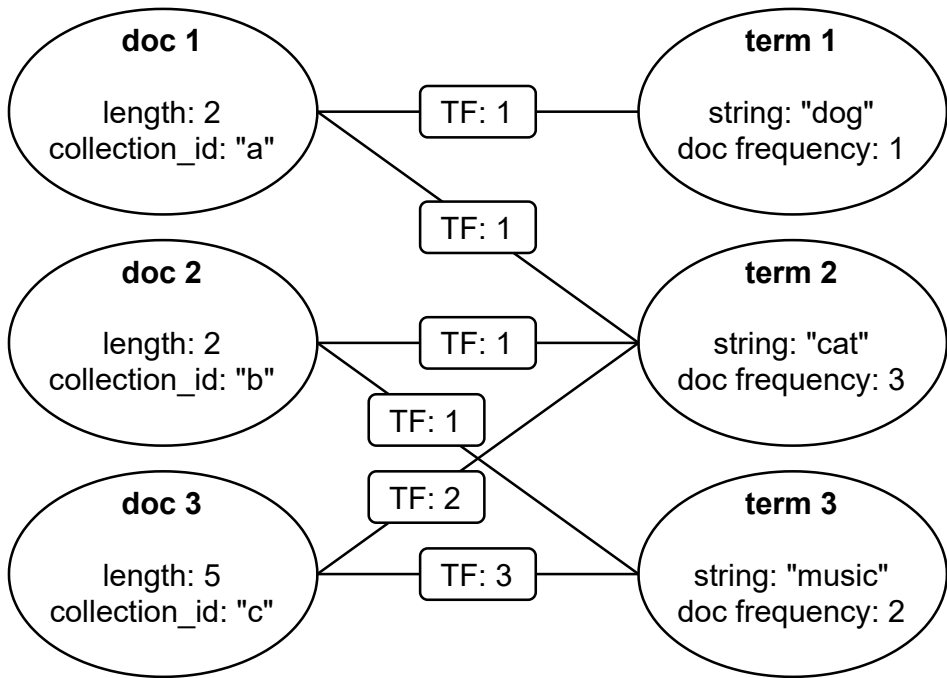 doc 1
length: 2
collection_id: "a"
TF: 1
term 1
string: "dog"
doc frequency: 1
TF: 1
doc 2
length: 2
collection_id: "b"
TF: 1
term 2
string: "cat"
doc frequency: 3
TF: 1
TF: 2
doc 3
length: 5
collection_id: "c"
TF: 3
term 3
string: "music"
doc frequency: 2